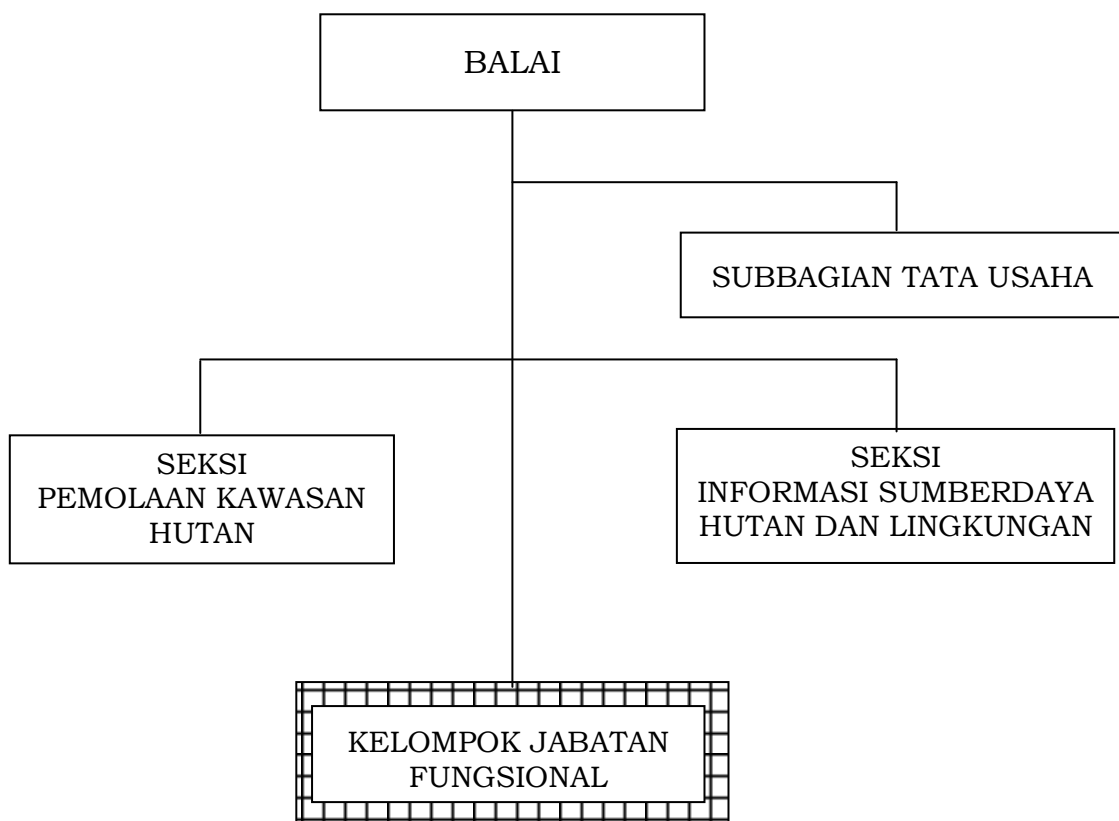 BALAI
SUBBAGIAN TATA USAHA
SEKSI
PEMOLAAN KAWASAN
HUTAN
SEKSI
INFORMASI SUMBERDAYA
HUTAN DAN LINGKUNGAN
KELOMPOK JABATAN
FUNGSIONAL